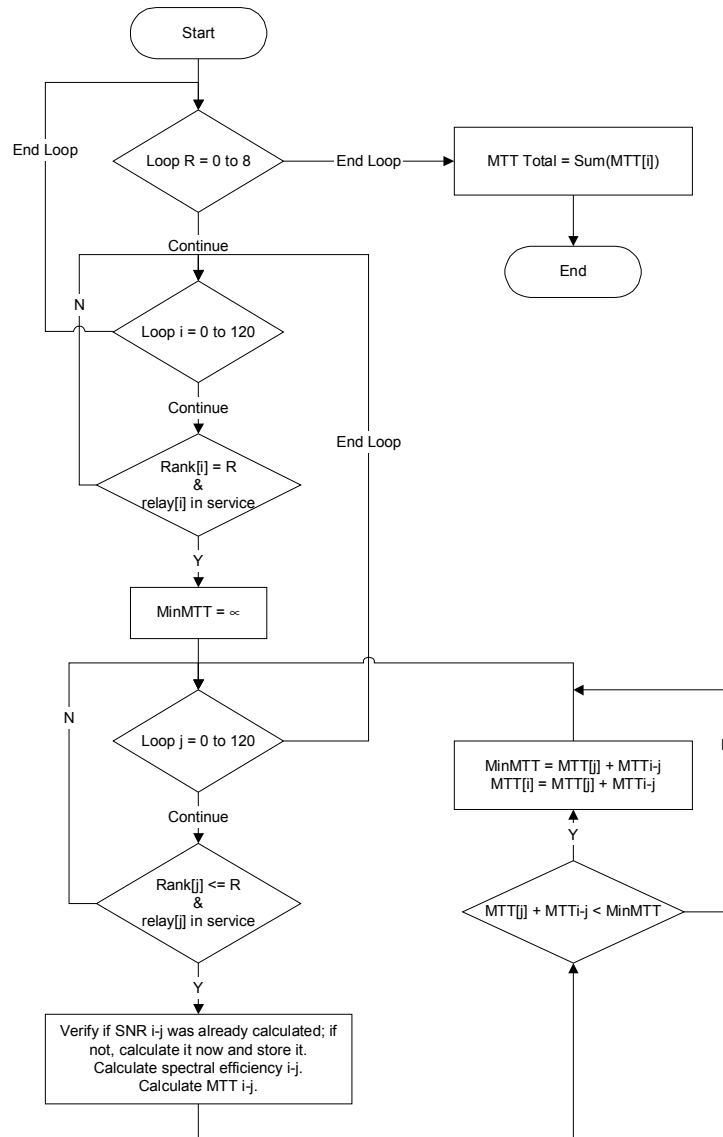 Start
Loop R = 0 to 8
End Loop
End Loop
MTT Total = Sum(MTT[i])
End
Continue
N
Loop i = 0 to 120
Continue
End Loop
Rank[i] = R
&
relay[i] in service
Y
MinMTT = ∝
N
Loop j = 0 to 120
Continue
Rank[j] <= R
&
relay[j] in service
Y
Verify if SNR i-j was already calculated; if
not, calculate it now and store it.
Calculate spectral efficiency i-j.
Calculate MTT i-j.
MinMTT = MTT[j] + MTTi-j
MTT[i] = MTT[j] + MTTi-j
Y
MTT[j] + MTTi-j < MinMTT